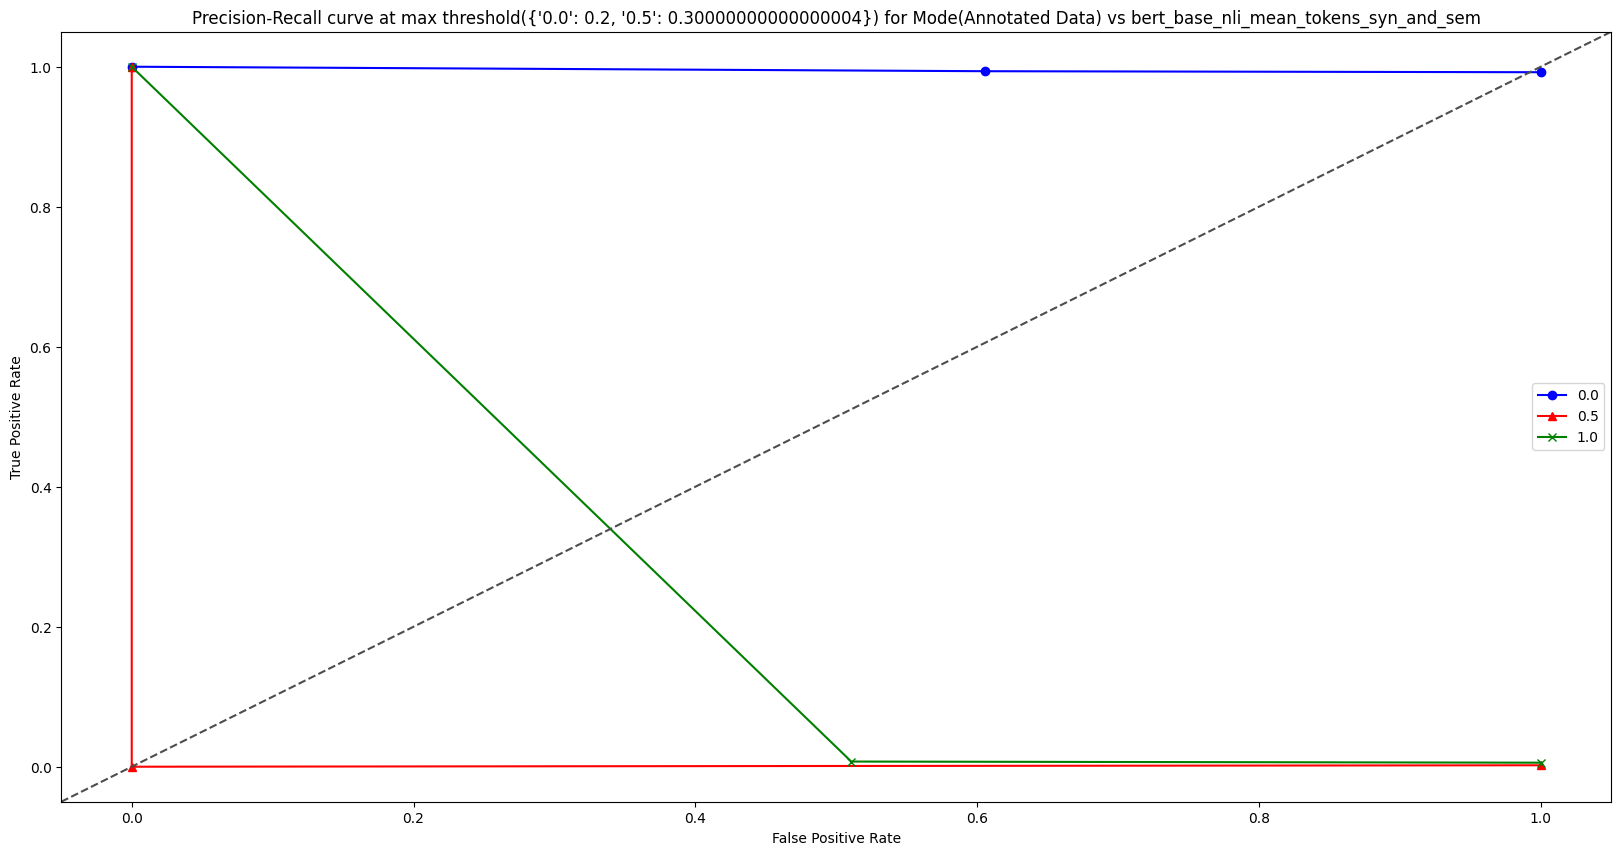 Precision-Recall curve at max threshold({'0.0': 0.2, '0.5': 0.30000000000000004}) for Mode(Annotated Data) vs bert_base_nli_mean_tokens_syn_and_sem
1.0
0.8
0.6
0.4
0.2
0.0
True Positive Rate
0.0
0.5
1.0
0.0 0.2 0.4 0.6 0.8 1.0
False Positive Rate